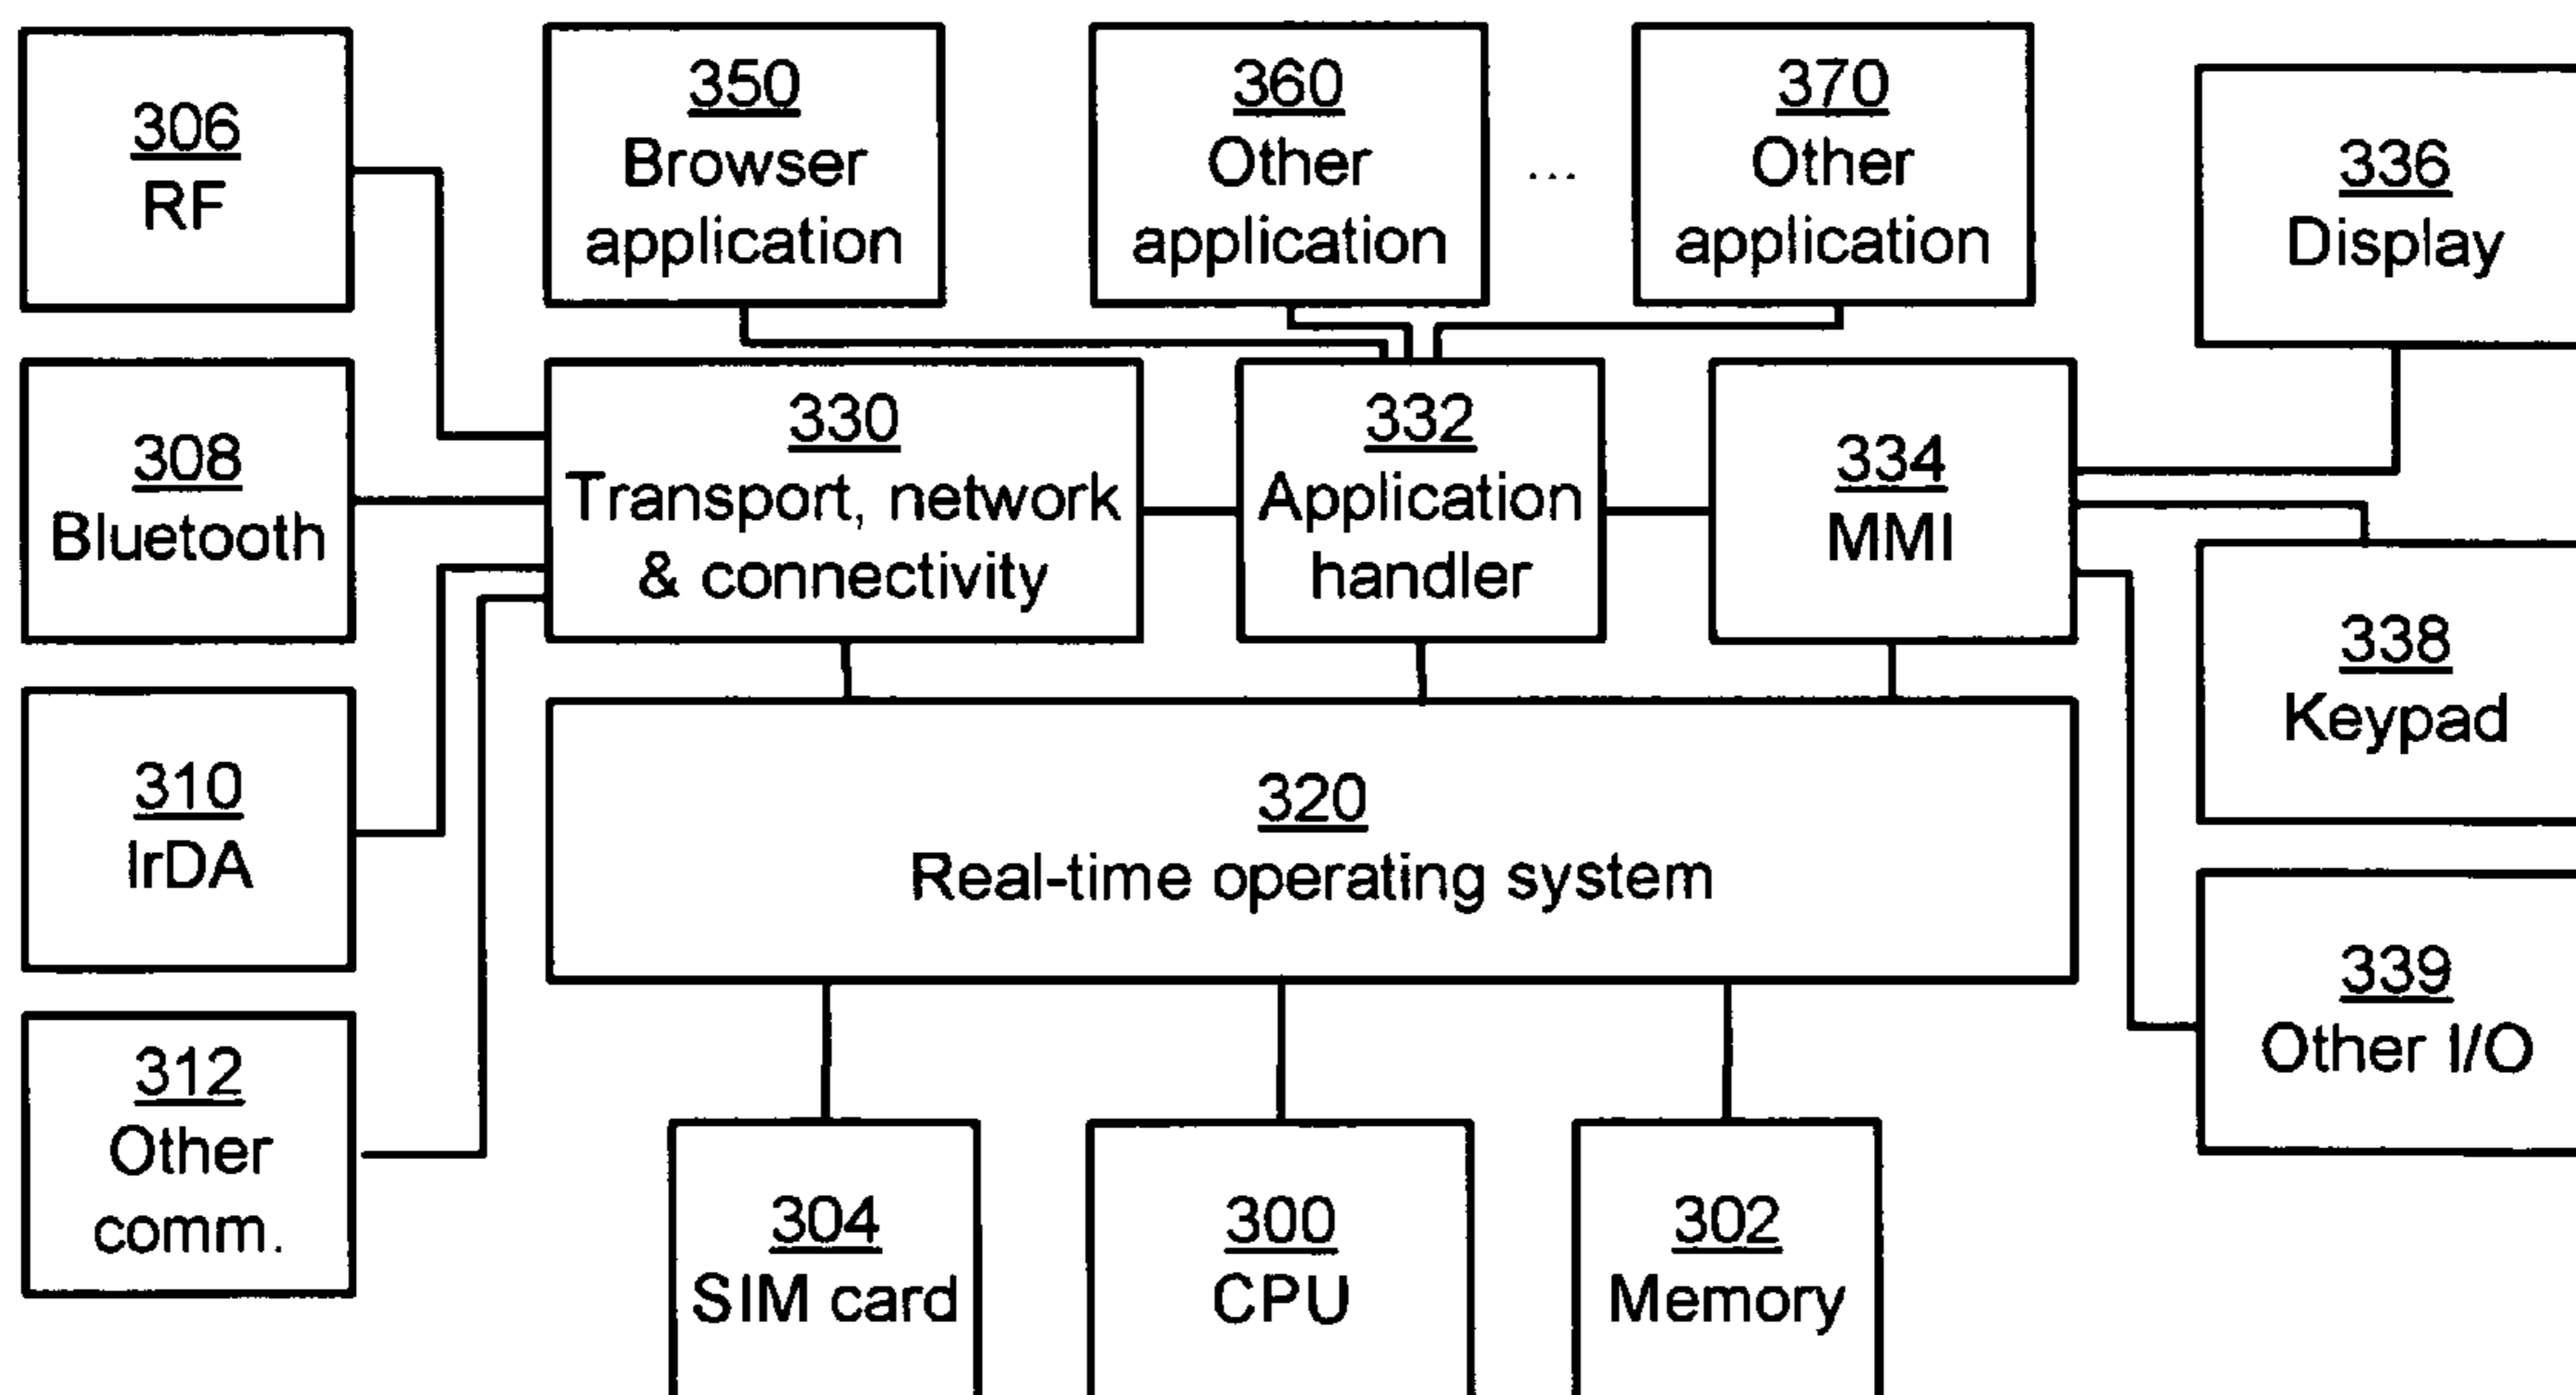 306
RF
350
Browser
application
360
Other
application
...
370
Other
application
336
Display
308
Bluetooth
330
Transport, network
& connectivity
332
Application
handler
334
MMI
338
Keypad
310
IrDA
320
Real-time operating system
339
Other I/O
312
Other
comm.
304
SIM card
300
CPU
302
Memory